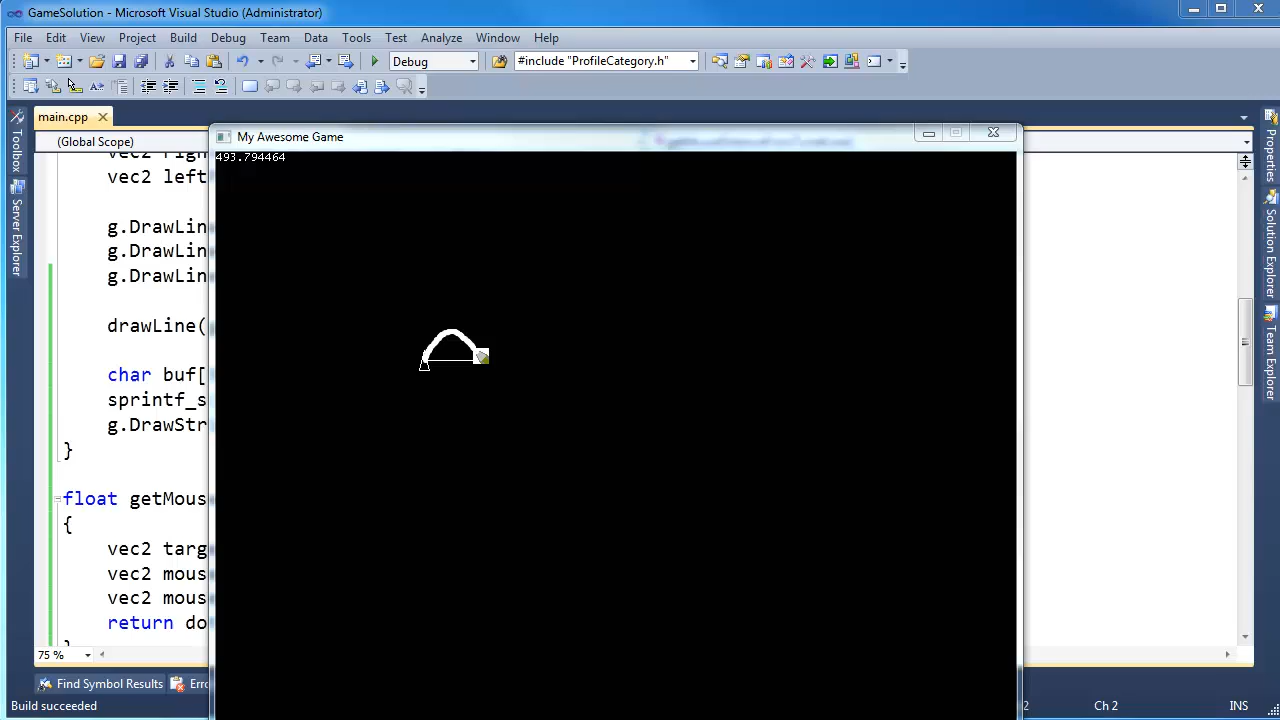 GameSolution - Microsoft Visual Studio (Administrator)
File Edit View Project Build Debug Team Data Tools Test Analyze Window Help
Debug #include "ProfileCategory.h"
main.cpp
(Global Scope)
My Awesome Game
493.794464
vec2 left
g.DrawLin
g.DrawLin
g.DrawLin
drawLine(
char buf[
sprintf_s
g.DrawStr
}
float getMous
{
vec2 targ
vec2 mous
vec2 mous
return do
75 %
Toolbox
Server Explorer
Properties
Solution Explorer
Team Explorer
Find Symbol Results Erro
Build succeeded
2 Ch 2 INS